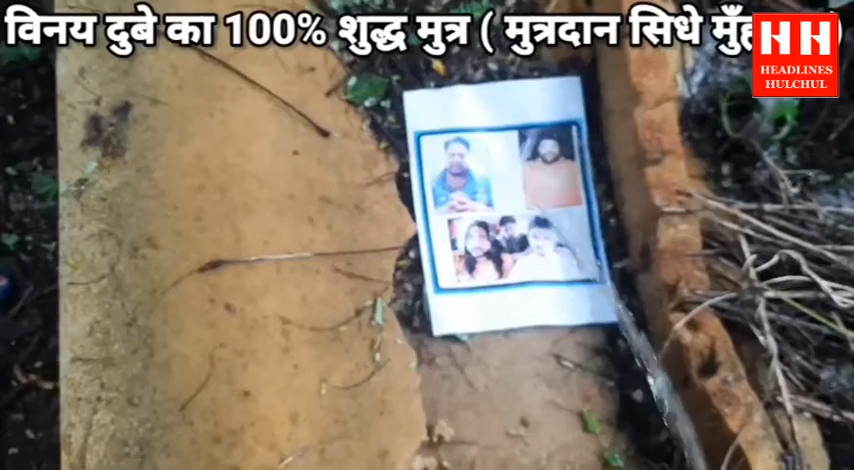 विनय दुबे का 100% शुद्ध मुत्र ( मुत्रदान सिधे
HH
HEADLINES
HULCHUL